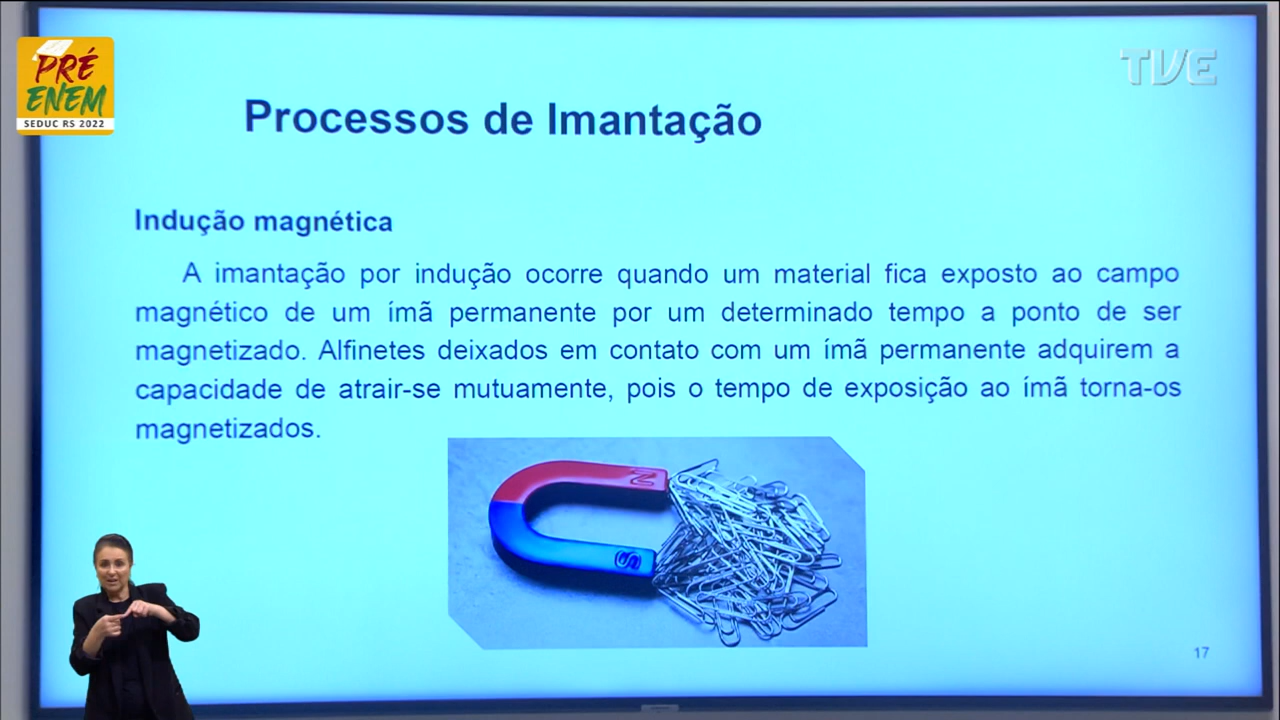 PRÉ
ENEM
SEDUC RS 2022
TVE
Processos de Imantação
Indução magnética
A imantação por indução ocorre quando um material fica exposto ao campo
magnético de um ímã permanente por um determinado tempo a ponto de ser
magnetizado. Alfinetes deixados em contato com um ímã permanente adquirem a
capacidade de atrair-se mutuamente, pois o tempo de exposição ao ímã torna-os
magnetizados.
N
S
17